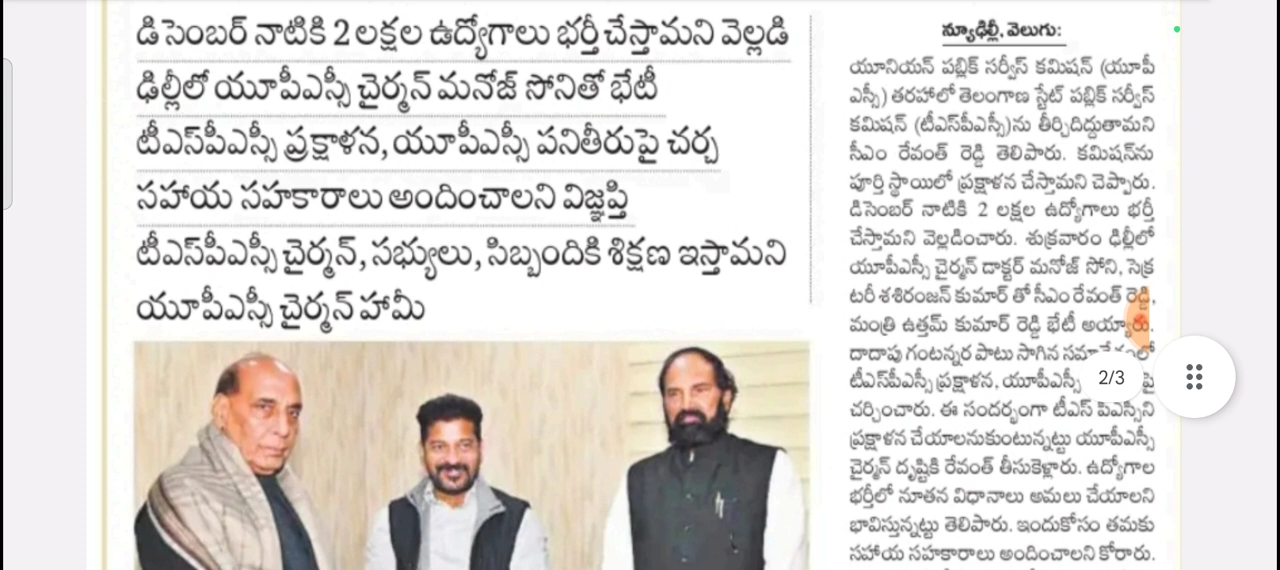 డిసెంబర్ నాటికి 2 లక్షల ఉద్యోగాలు భర్తీ చేస్తామని వెల్లడి
ఢిల్లీలో యూపీఎస్సీ చైర్మన్ మనోజ్ సోనితో భేటీ
టీఎస్‌పీఎస్సీ ప్రక్షాళన, యూపీఎస్సీ పనితీరుపై చర్చ
సహాయ సహకారాలు అందించాలని విజ్ఞప్తి
టీఎస్‌పీఎస్సీ చైర్మన్, సభ్యులు, సిబ్బందికి శిక్షణ ఇస్తామని
యూపీఎస్సీ చైర్మన్ హామీ
న్యూఢిల్లీ, వెలుగు:
యూనియన్ పబ్లిక్ సర్వీస్ కమిషన్ (యూపీ
ఎస్సీ) తరహాలో తెలంగాణ స్టేట్ పబ్లిక్ సర్వీస్
కమిషన్ (టీఎస్‌పీఎస్సీ)ను తీర్చిదిద్దుతామని
సీఎం రేవంత్ రెడ్డి తెలిపారు. కమిషన్‌ను
పూర్తి స్థాయిలో ప్రక్షాళన చేస్తామని చెప్పారు.
డిసెంబర్ నాటికి 2 లక్షల ఉద్యోగాలు భర్తీ
చేస్తామని వెల్లడించారు. శుక్రవారం ఢిల్లీలో
యూపీఎస్సీ చైర్మన్ డాక్టర్ మనోజ్ సోని, సెక్ర
టరీ శశిరంజన్ కుమార్ తో సీఎం రేవంత్ రెడ్డి,
మంత్రి ఉత్తమ్ కుమార్ రెడ్డి భేటీ అయ్యారు.
దాదాపు గంటన్నర పాటు సాగిన
టీఎస్‌పీఎస్సీ ప్రక్షాళన, యూపీఎస్సీ పై
2/3
చర్చించారు. ఈ సందర్భంగా టీఎస్ పీఎస్సీని
ప్రక్షాళన చేయాలనుకుంటున్నట్టు యూపీఎస్సీ
చైర్మన్ దృష్టికి రేవంత్ తీసుకెళ్లారు. ఉద్యోగాల
భర్తీలో నూతన విధానాలు అమలు చేయాలని
భావిస్తున్నట్టు తెలిపారు. ఇందుకోసం తమకు
సహాయ సహకారాలు అందించాలని కోరారు.